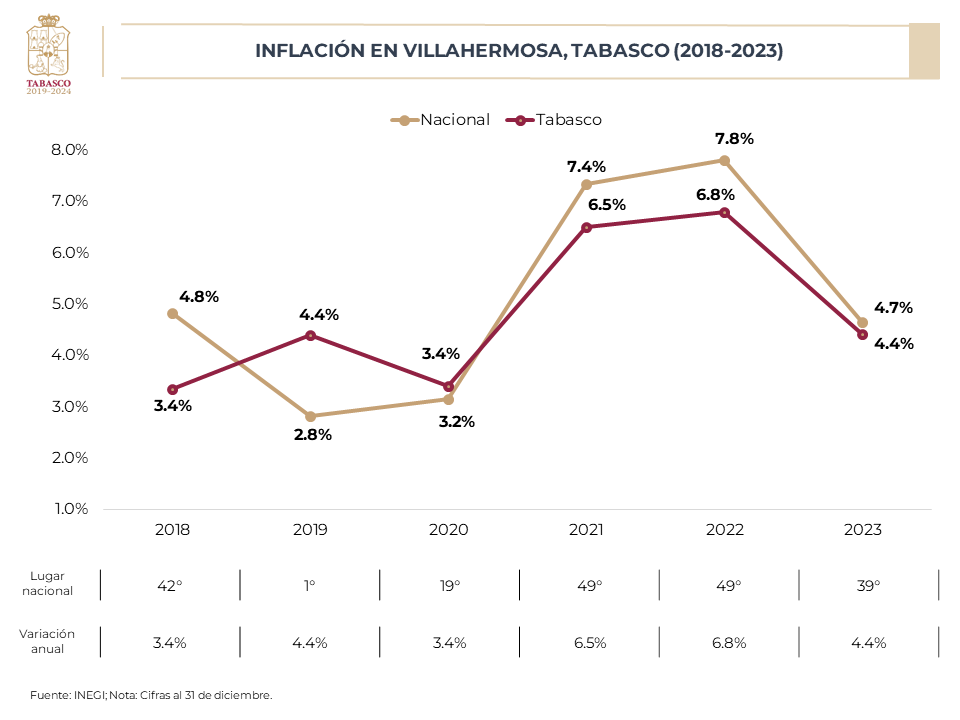 TABASCO
2019-2024
INFLACIÓN EN VILLAHERMOSA, TABASCO (2018-2023)
Nacional
Tabasco
8.0%
7.0%
6.0%
5.0%
4.0%
3.0%
2.0%
1.0%
4.8%
2.8%
3.2%
7.4%
7.8%
4.7%
3.4%
4.4%
3.4%
6.5%
6.8%
4.4%
2018 2019 2020 2021 2022 2023
Lugar
nacional
42° 1° 19° 49° 49° 39°
Variación
anual
3.4% 4.4% 3.4% 6.5% 6.8% 4.4%
Fuente: INEGI; Nota: Cifras al 31 de diciembre.